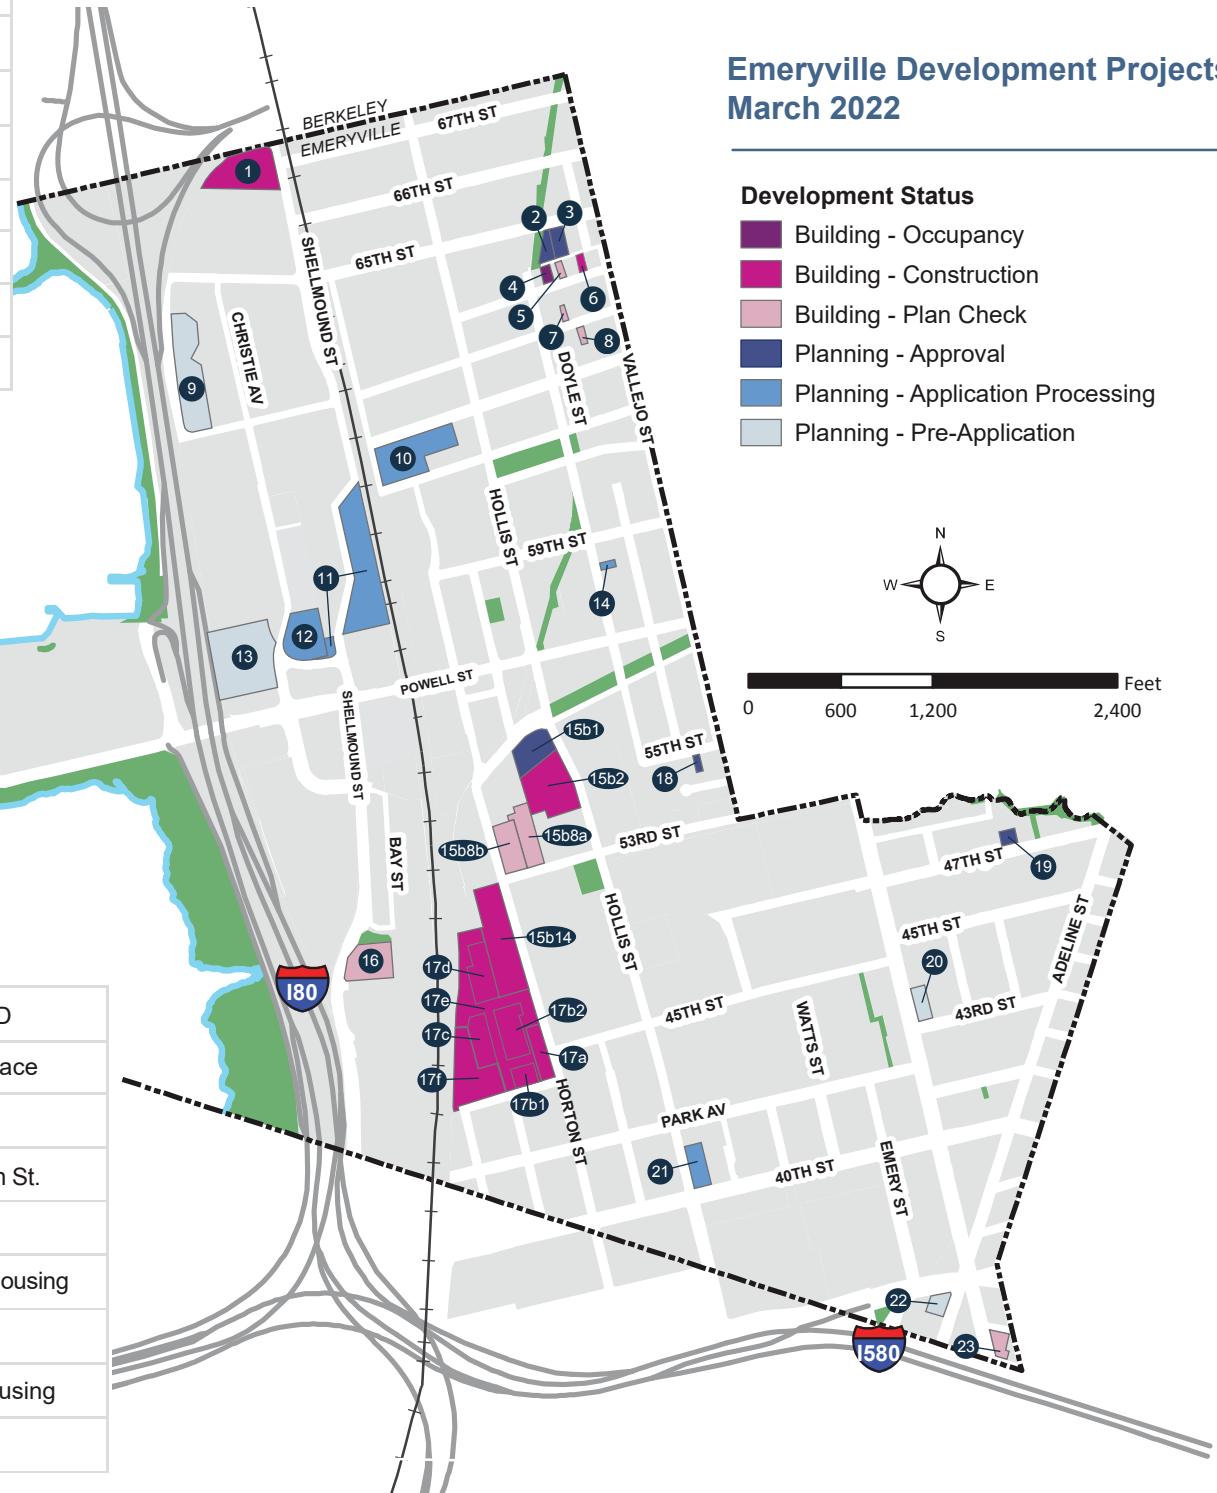 Emeryville Development Projects
March 2022
Development Status
Building - Occupancy
Building - Construction
Building - Plan Check
Planning - Approval
Planning - Application Processing
Planning - Pre-Application
N
W E
S
Feet
0 600 1,200 2,400
BERKELEY
EMERYVILLE
67TH ST
66TH ST
65TH ST
SHELLMOUND ST
CHRISTIE AV
DOYLE ST
VALLEJO ST
HOLLIS ST
59TH ST
POWELL ST
SHELLMOUND ST
55TH ST
53RD ST
BAY ST
HOLLIS ST
47TH ST
45TH ST
45TH ST
43RD ST
ADELINE ST
WATTS ST
PARK AV
HORTON ST
40TH ST
EMERY ST
1
2
3
4
5
6
7
8
9
10
11
12
13
14
15b1
15b2
15b8a
15b8b
15b14
16
17d
17e
17b2
17c
17a
17f
17b1
18
19
20
21
22
23
I80
I580
D
ace
n St.
ousing
using